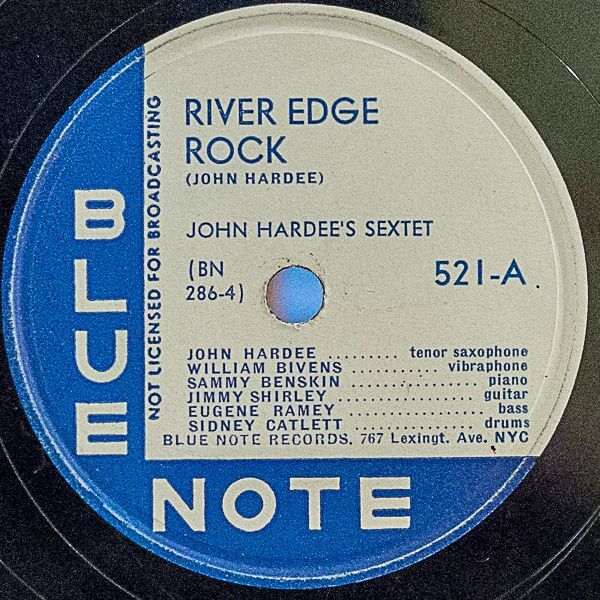 RIVER EDGE
ROCK
(JOHN HARDEE)
JOHN HARDEE'S SEXTET
(BN
286-4)
521-A
JOHN HARDEE ......... tenor saxophone
WILLIAM BIVENS ............ vibraphone
SAMMY BENSKIN ................. piano
JIMMY SHIRLEY .................. guitar
EUGENE RAMEY .................. bass
SIDNEY CATLETT ................ drums
BLUE NOTE RECORDS, 767 Lexingt. Ave. NYC
NOT LICENSED FOR BROADCASTING
BLUE
NOTE